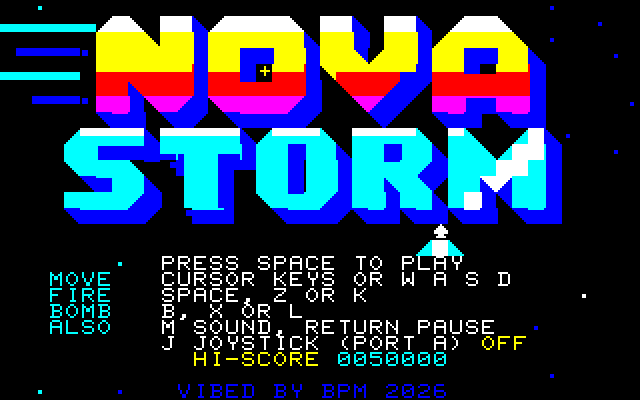 NOVA
STORM
PRESS SPACE TO PLAY
MOVE CURSOR KEYS OR W A S D
FIRE SPACE, Z OR K
BOMB B, X OR L
ALSO M SOUND, RETURN PAUSE
J JOYSTICK (PORT A) OFF
HI-SCORE 0050000
VIBED BY BPM 2026